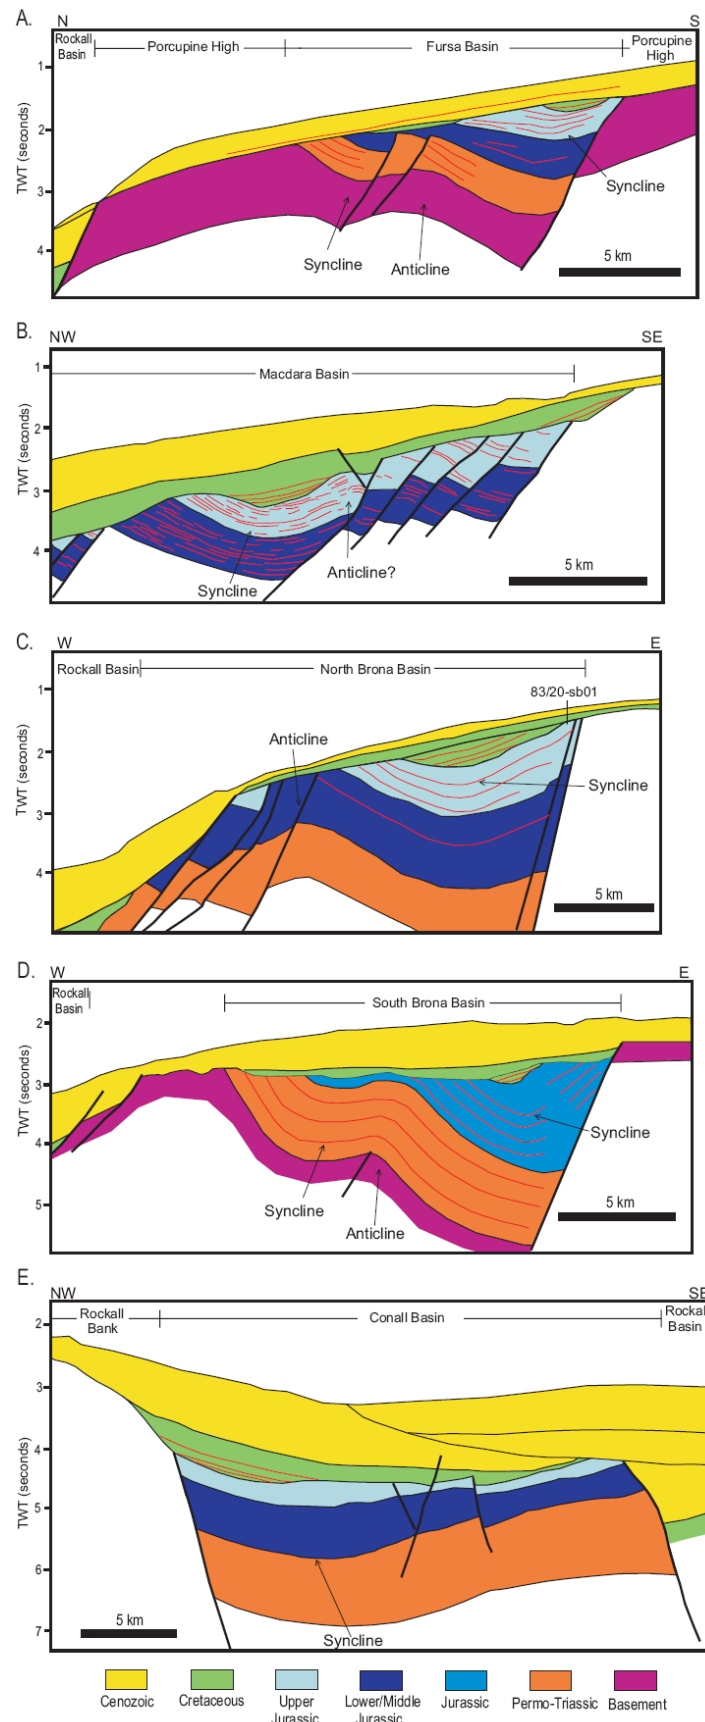 A.
N
S
Rockall
Basin
Porcupine High
Fursa Basin
Porcupine
High
1
2
3
4
TWT (seconds)
Syncline
Syncline
Anticline
5 km
B.
NW
SE
Macdara Basin
1
2
3
4
TWT (seconds)
Syncline
Anticline?
5 km
C.
W
E
Rockall Basin
North Brona Basin
83/20-sb01
1
2
3
4
TWT (seconds)
Anticline
Syncline
5 km
D.
W
E
Rockall
Basin
South Brona Basin
2
3
4
5
TWT (seconds)
Syncline
Syncline
Anticline
5 km
E.
NW
SE
Rockall
Bank
Conall Basin
Rockall
Basin
2
3
4
5
6
7
TWT (seconds)
5 km
Syncline
Cenozoic
Cretaceous
Upper
Jurassic
Lower/Middle
Jurassic
Jurassic
Permo-Triassic
Basement